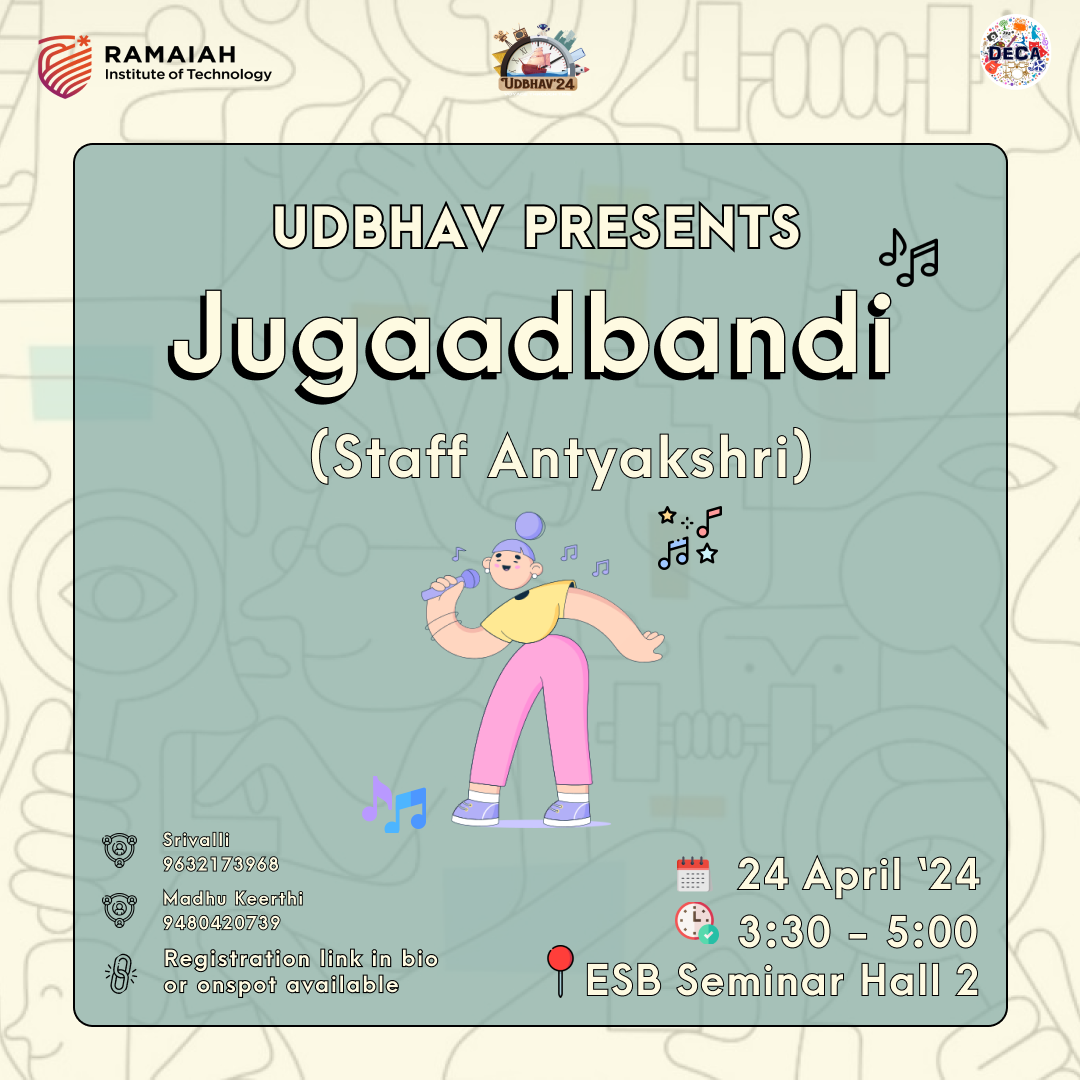 RAMAIAH
Institute of Technology
UDBHAV'24
DECA
UDBHAV PRESENTS
Jugaadbandi
(Staff Antyakshri)
Srivalli
9632173968
Madhu Keerthi
9480420739
Registration link in bio
or onspot available
24 April ‘24
3:30 – 5:00
ESB Seminar Hall 2